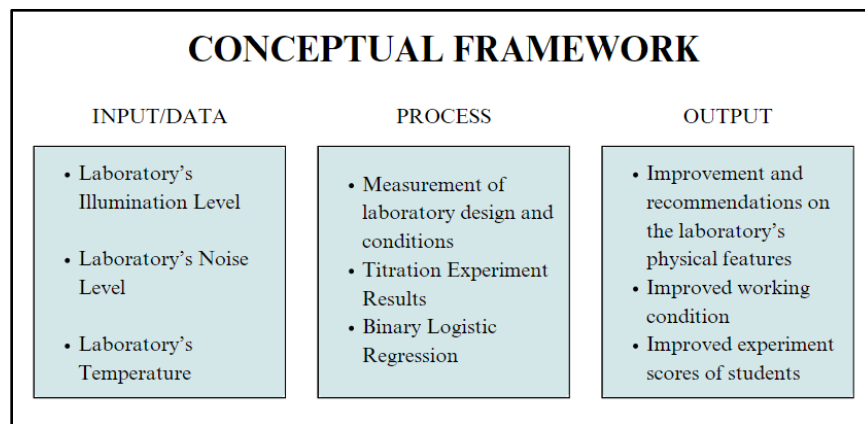 CONCEPTUAL FRAMEWORK
INPUT/DATA
• Laboratory's
Illumination Level
• Laboratory's Noise
Level
• Laboratory's
Temperature
PROCESS
• Measurement of
laboratory design and
conditions
• Titration Experiment
Results
• Binary Logistic
Regression
OUTPUT
• Improvement and
recommendations on
the laboratory's
physical features
• Improved working
condition
• Improved experiment
scores of students